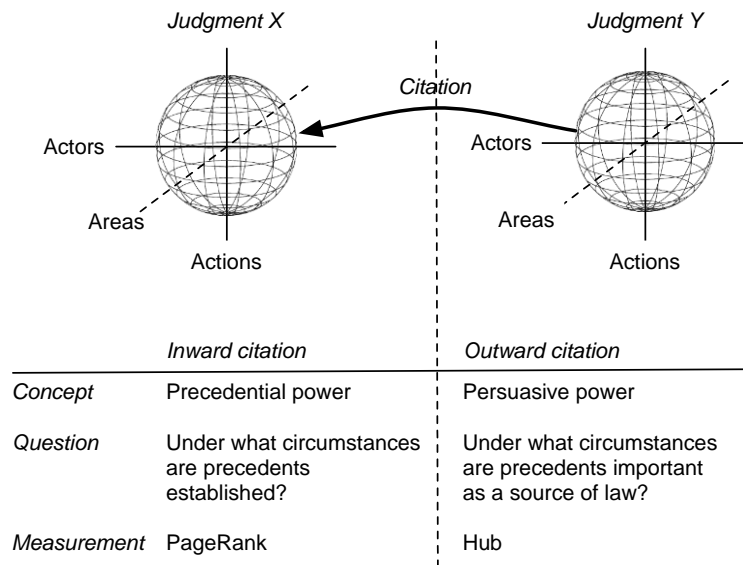 Judgment X
Judgment Y
Citation
Actors
Actors
Areas
Areas
Actions
Actions
Inward citation
Outward citation
Concept
Precedential power
Persuasive power
Question
Under what circumstances
are precedents
established?
Under what circumstances
are precedents important
as a source of law?
Measurement
PageRank
Hub